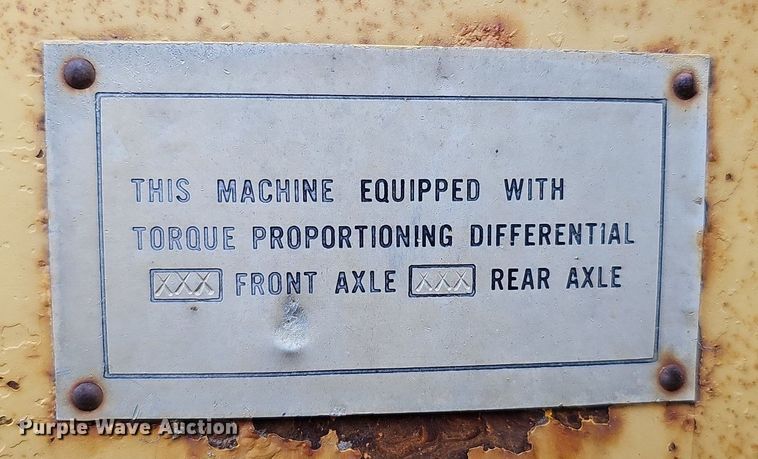 THIS MACHINE EQUIPPED WITH
TORQUE PROPORTIONING DIFFERENTIAL
XXX FRONT AXLE XXX REAR AXLE
Purple Wave Auction